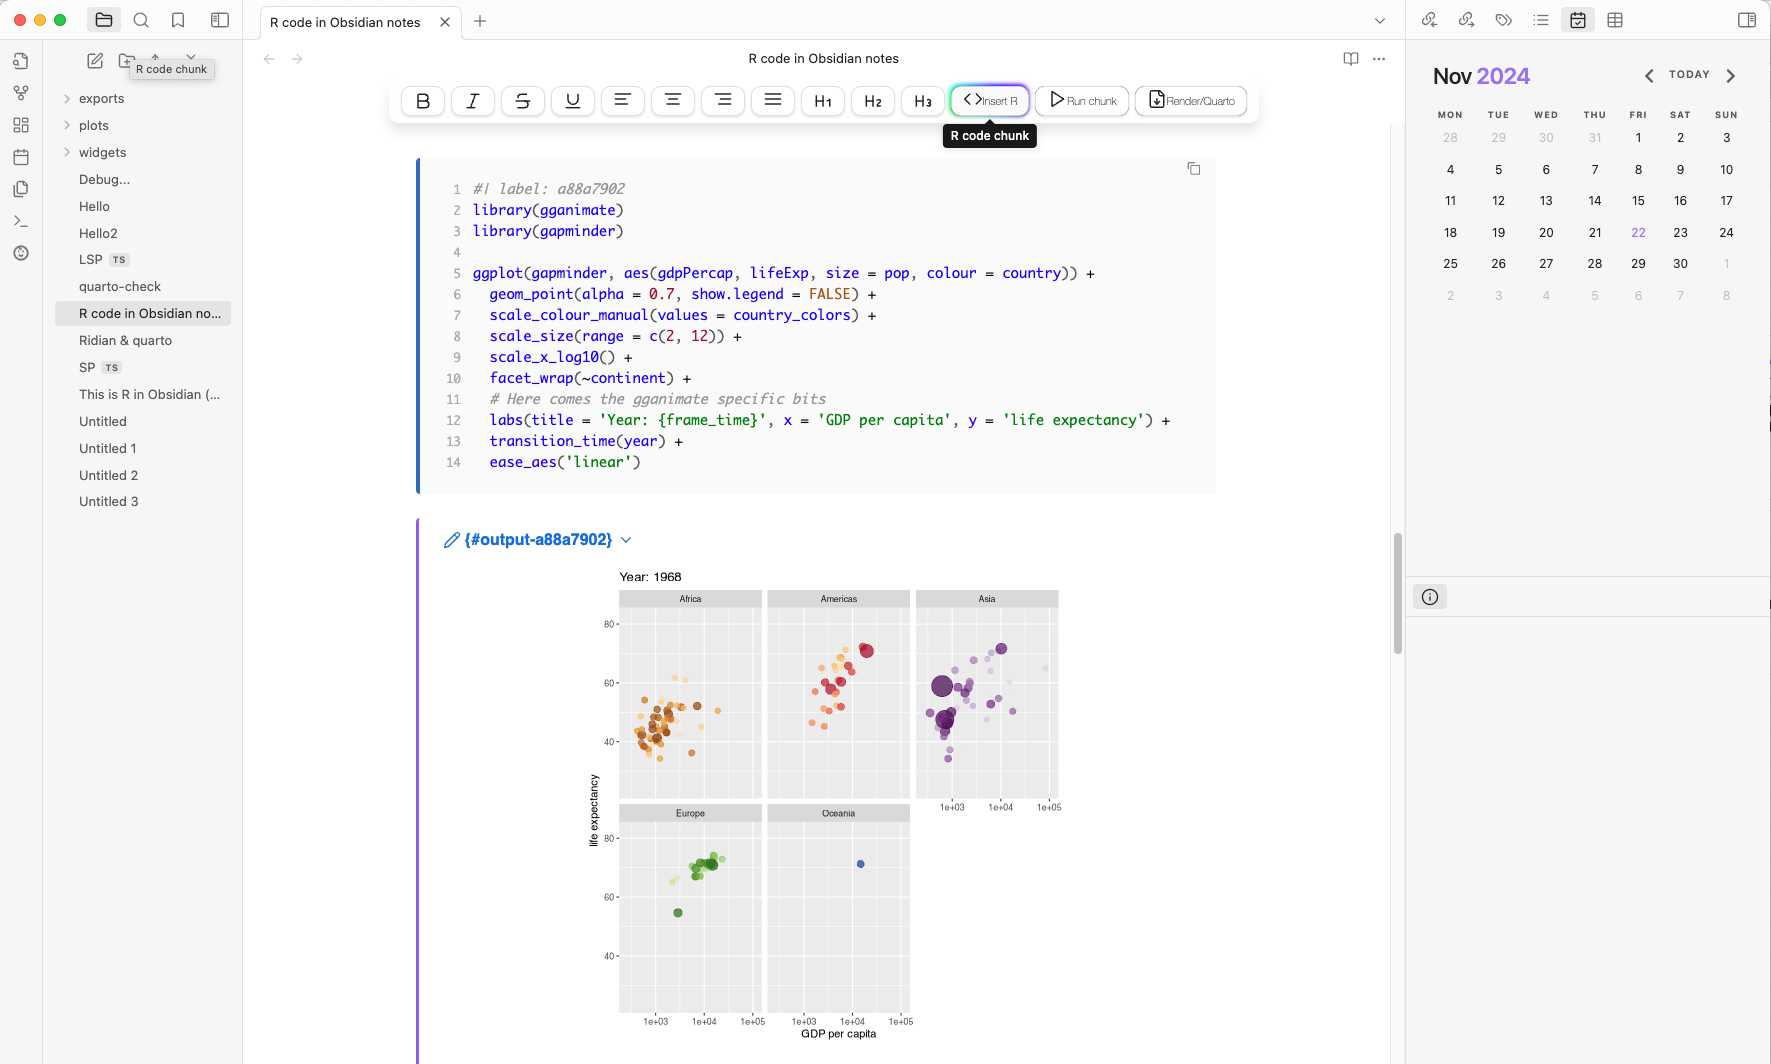 R code in Obsidian notes
R code in Obsidian notes
R code chunk
exports
plots
widgets
Debug...
Hello
Hello2
LSP TS
quarto-check
R code in Obsidian no...
Ridian & quarto
SP TS
This is R in Obsidian (...
Untitled
Untitled 1
Untitled 2
Untitled 3
B I S U H1 H2 H3 Insert R Run chunk Render/Quarto
R code chunk
1 #| label: a88a7902
2 library(gganimate)
3 library(gapminder)
4
5 ggplot(gapminder, aes(gdpPercap, lifeExp, size = pop, colour = country)) +
6   geom_point(alpha = 0.7, show.legend = FALSE) +
7   scale_colour_manual(values = country_colors) +
8   scale_size(range = c(2, 12)) +
9   scale_x_log10() +
10   facet_wrap(~continent) +
11   # Here comes the gganimate specific bits
12   labs(title = 'Year: {frame_time}', x = 'GDP per capita', y = 'life expectancy') +
13   transition_time(year) +
14   ease_aes('linear')
{#output-a88a7902}
Year: 1968
Africa Americas Asia
80
60
40
1e+03 1e+04 1e+05
Europe Oceania
80
60
40
life expectancy
1e+03 1e+04 1e+05 1e+03 1e+04 1e+05
GDP per capita
Nov 2024 TODAY
MON TUE WED THU FRI SAT SUN
28 29 30 31 1 2 3
4 5 6 7 8 9 10
11 12 13 14 15 16 17
18 19 20 21 22 23 24
25 26 27 28 29 30 1
2 3 4 5 6 7 8